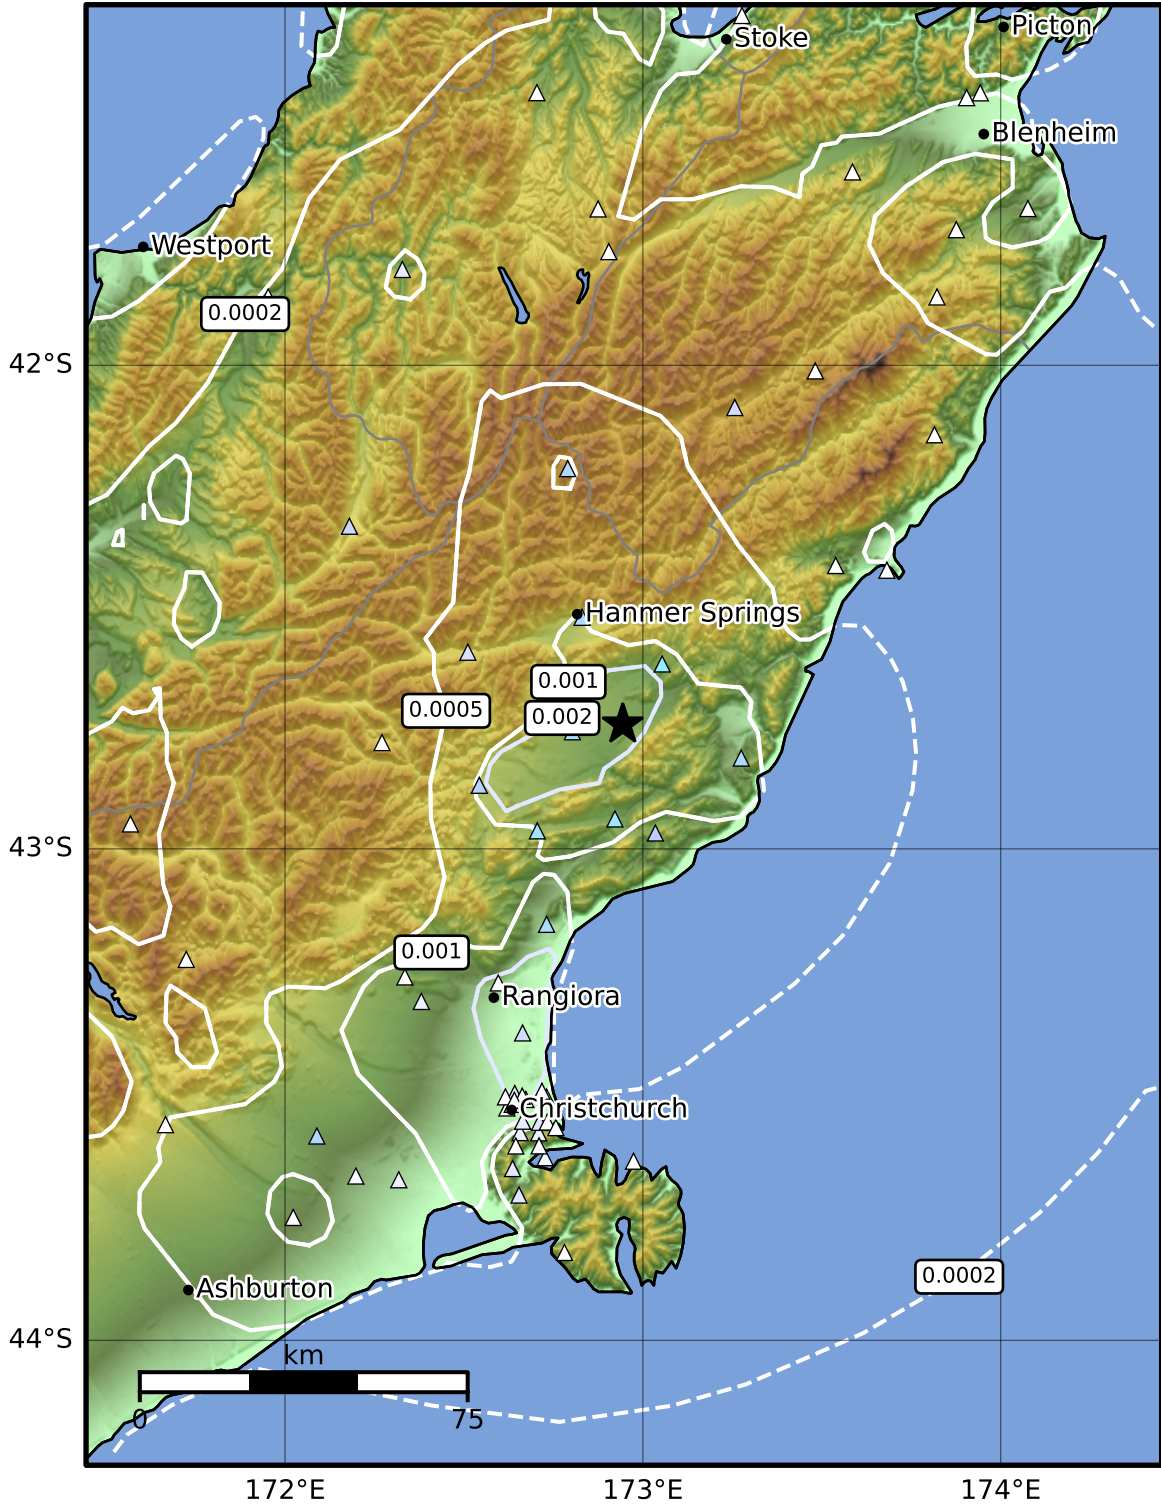 Stoke
Picton
Blenheim
Westport
0.0002
42°S
Hanmer Springs
0.001
0.0005
0.002
43°S
0.001
Rangiora
Christchurch
0.0002
Ashburton
44°S
km
0
75
172°E
173°E
174°E